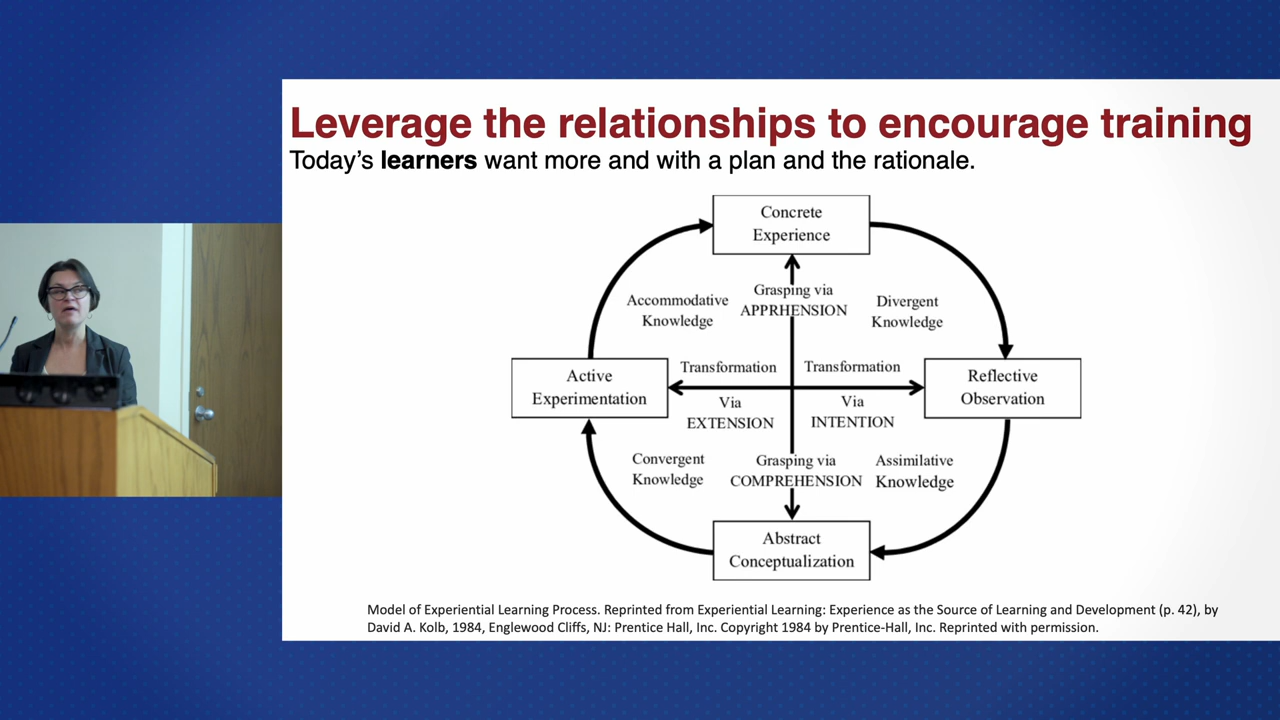 Leverage the relationships to encourage training
Today's learners want more and with a plan and the rationale.
Concrete
Experience
Accommodative
Knowledge
Grasping via
APPRHENSION
Divergent
Knowledge
Active
Experimentation
Transformation
Via
EXTENSION
Transformation
Via
INTENTION
Reflective
Observation
Convergent
Knowledge
Grasping via
COMPREHENSION
Assimilative
Knowledge
Abstract
Conceptualization
Model of Experiential Learning Process. Reprinted from Experiential Learning: Experience as the Source of Learning and Development (p. 42), by
David A. Kolb, 1984, Englewood Cliffs, NJ: Prentice Hall, Inc. Copyright 1984 by Prentice-Hall, Inc. Reprinted with permission.